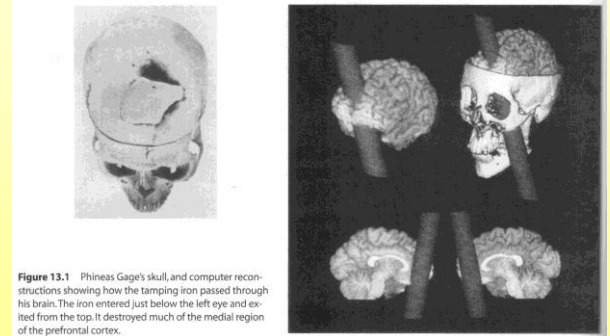 Figure 13.1 Phineas Gage's skull, and computer recon-
structions showing how the tamping iron passed through
his brain. The iron entered just below the left eye and ex-
ited from the top. It destroyed much of the medial region
of the prefrontal cortex.